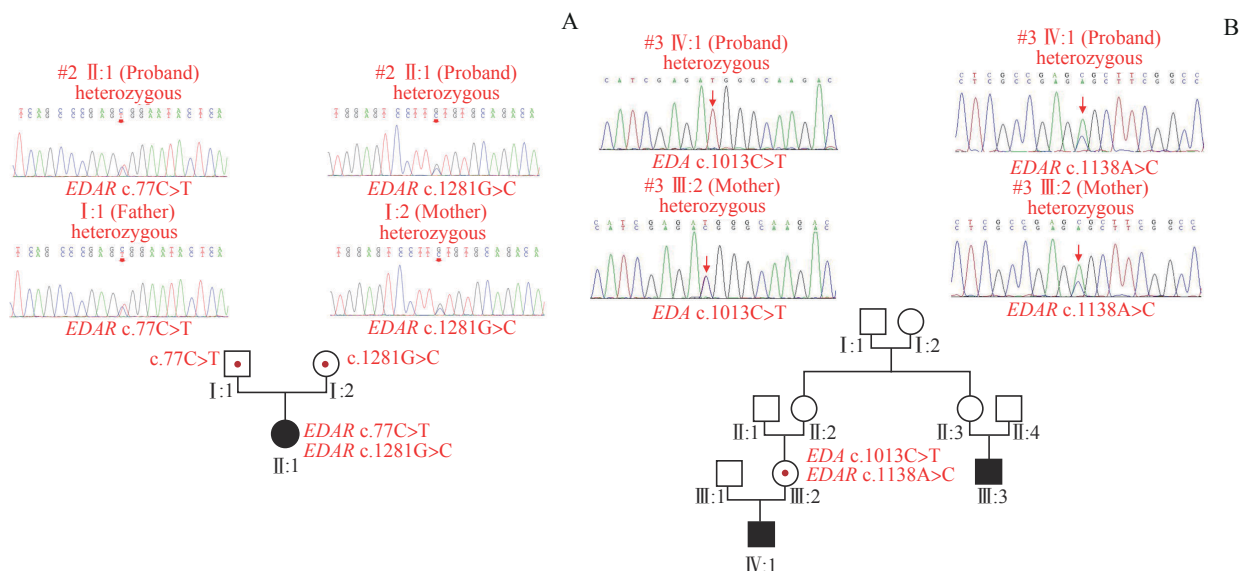 A
B
#2 Ⅱ:1 (Proband)
heterozygous
T C A G C C C G A G C G G A A T A C T C A
EDAR c.77C>T
#2 Ⅱ:1 (Proband)
heterozygous
T G G A G T C C T T G T G T G C A G A C A
EDAR c.1281G>C
Ⅰ:1 (Father)
heterozygous
T C A G C C C G A G C G G A A T A C T C A
EDAR c.77C>T
Ⅰ:2 (Mother)
heterozygous
T G G A G T C C T T G T G T G C A G A C A
EDAR c.1281G>C
c.77C>T
c.1281G>C
Ⅰ:1
Ⅰ:2
EDAR c.77C>T
EDAR c.1281G>C
Ⅱ:1
#3 Ⅳ:1 (Proband)
heterozygous
C A T C G A G A T G G G C A A G A C
EDA c.1013C>T
#3 Ⅳ:1 (Proband)
heterozygous
C T C G C C G A G C G C T T C G G C C
C T C G C C G A G A G C T T C G G C C
EDAR c.1138A>C
#3 Ⅲ:2 (Mother)
heterozygous
EDA c.1013C>T
#3 Ⅲ:2 (Mother)
heterozygous
EDAR c.1138A>C
Ⅰ:1
Ⅰ:2
Ⅱ:1
Ⅱ:2
Ⅱ:3
Ⅱ:4
EDA c.1013C>T
EDAR c.1138A>C
Ⅲ:1
Ⅲ:2
Ⅲ:3
Ⅳ:1